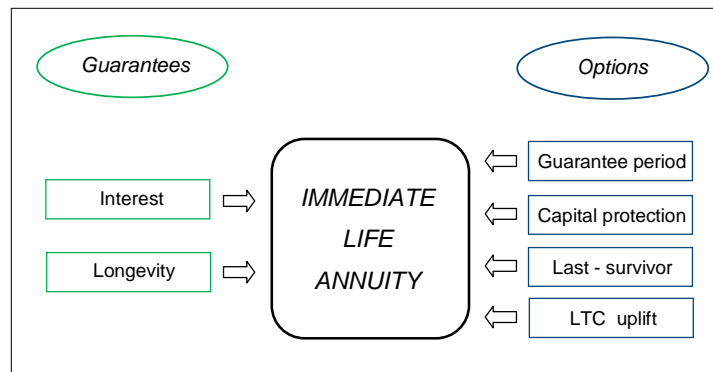 Guarantees
Options
Interest
Longevity
IMMEDIATE
LIFE
ANNUITY
Guarantee period
Capital protection
Last - survivor
LTC uplift